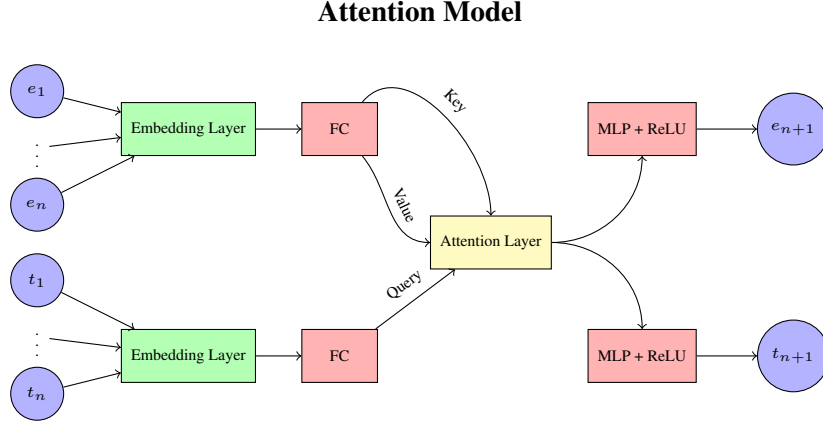 Attention Model
e₁
⋮
eₙ
Embedding Layer
FC
Key
Value
MLP + ReLU
eₙ₊₁
Attention Layer
t₁
⋮
tₙ
Embedding Layer
FC
Query
MLP + ReLU
tₙ₊₁